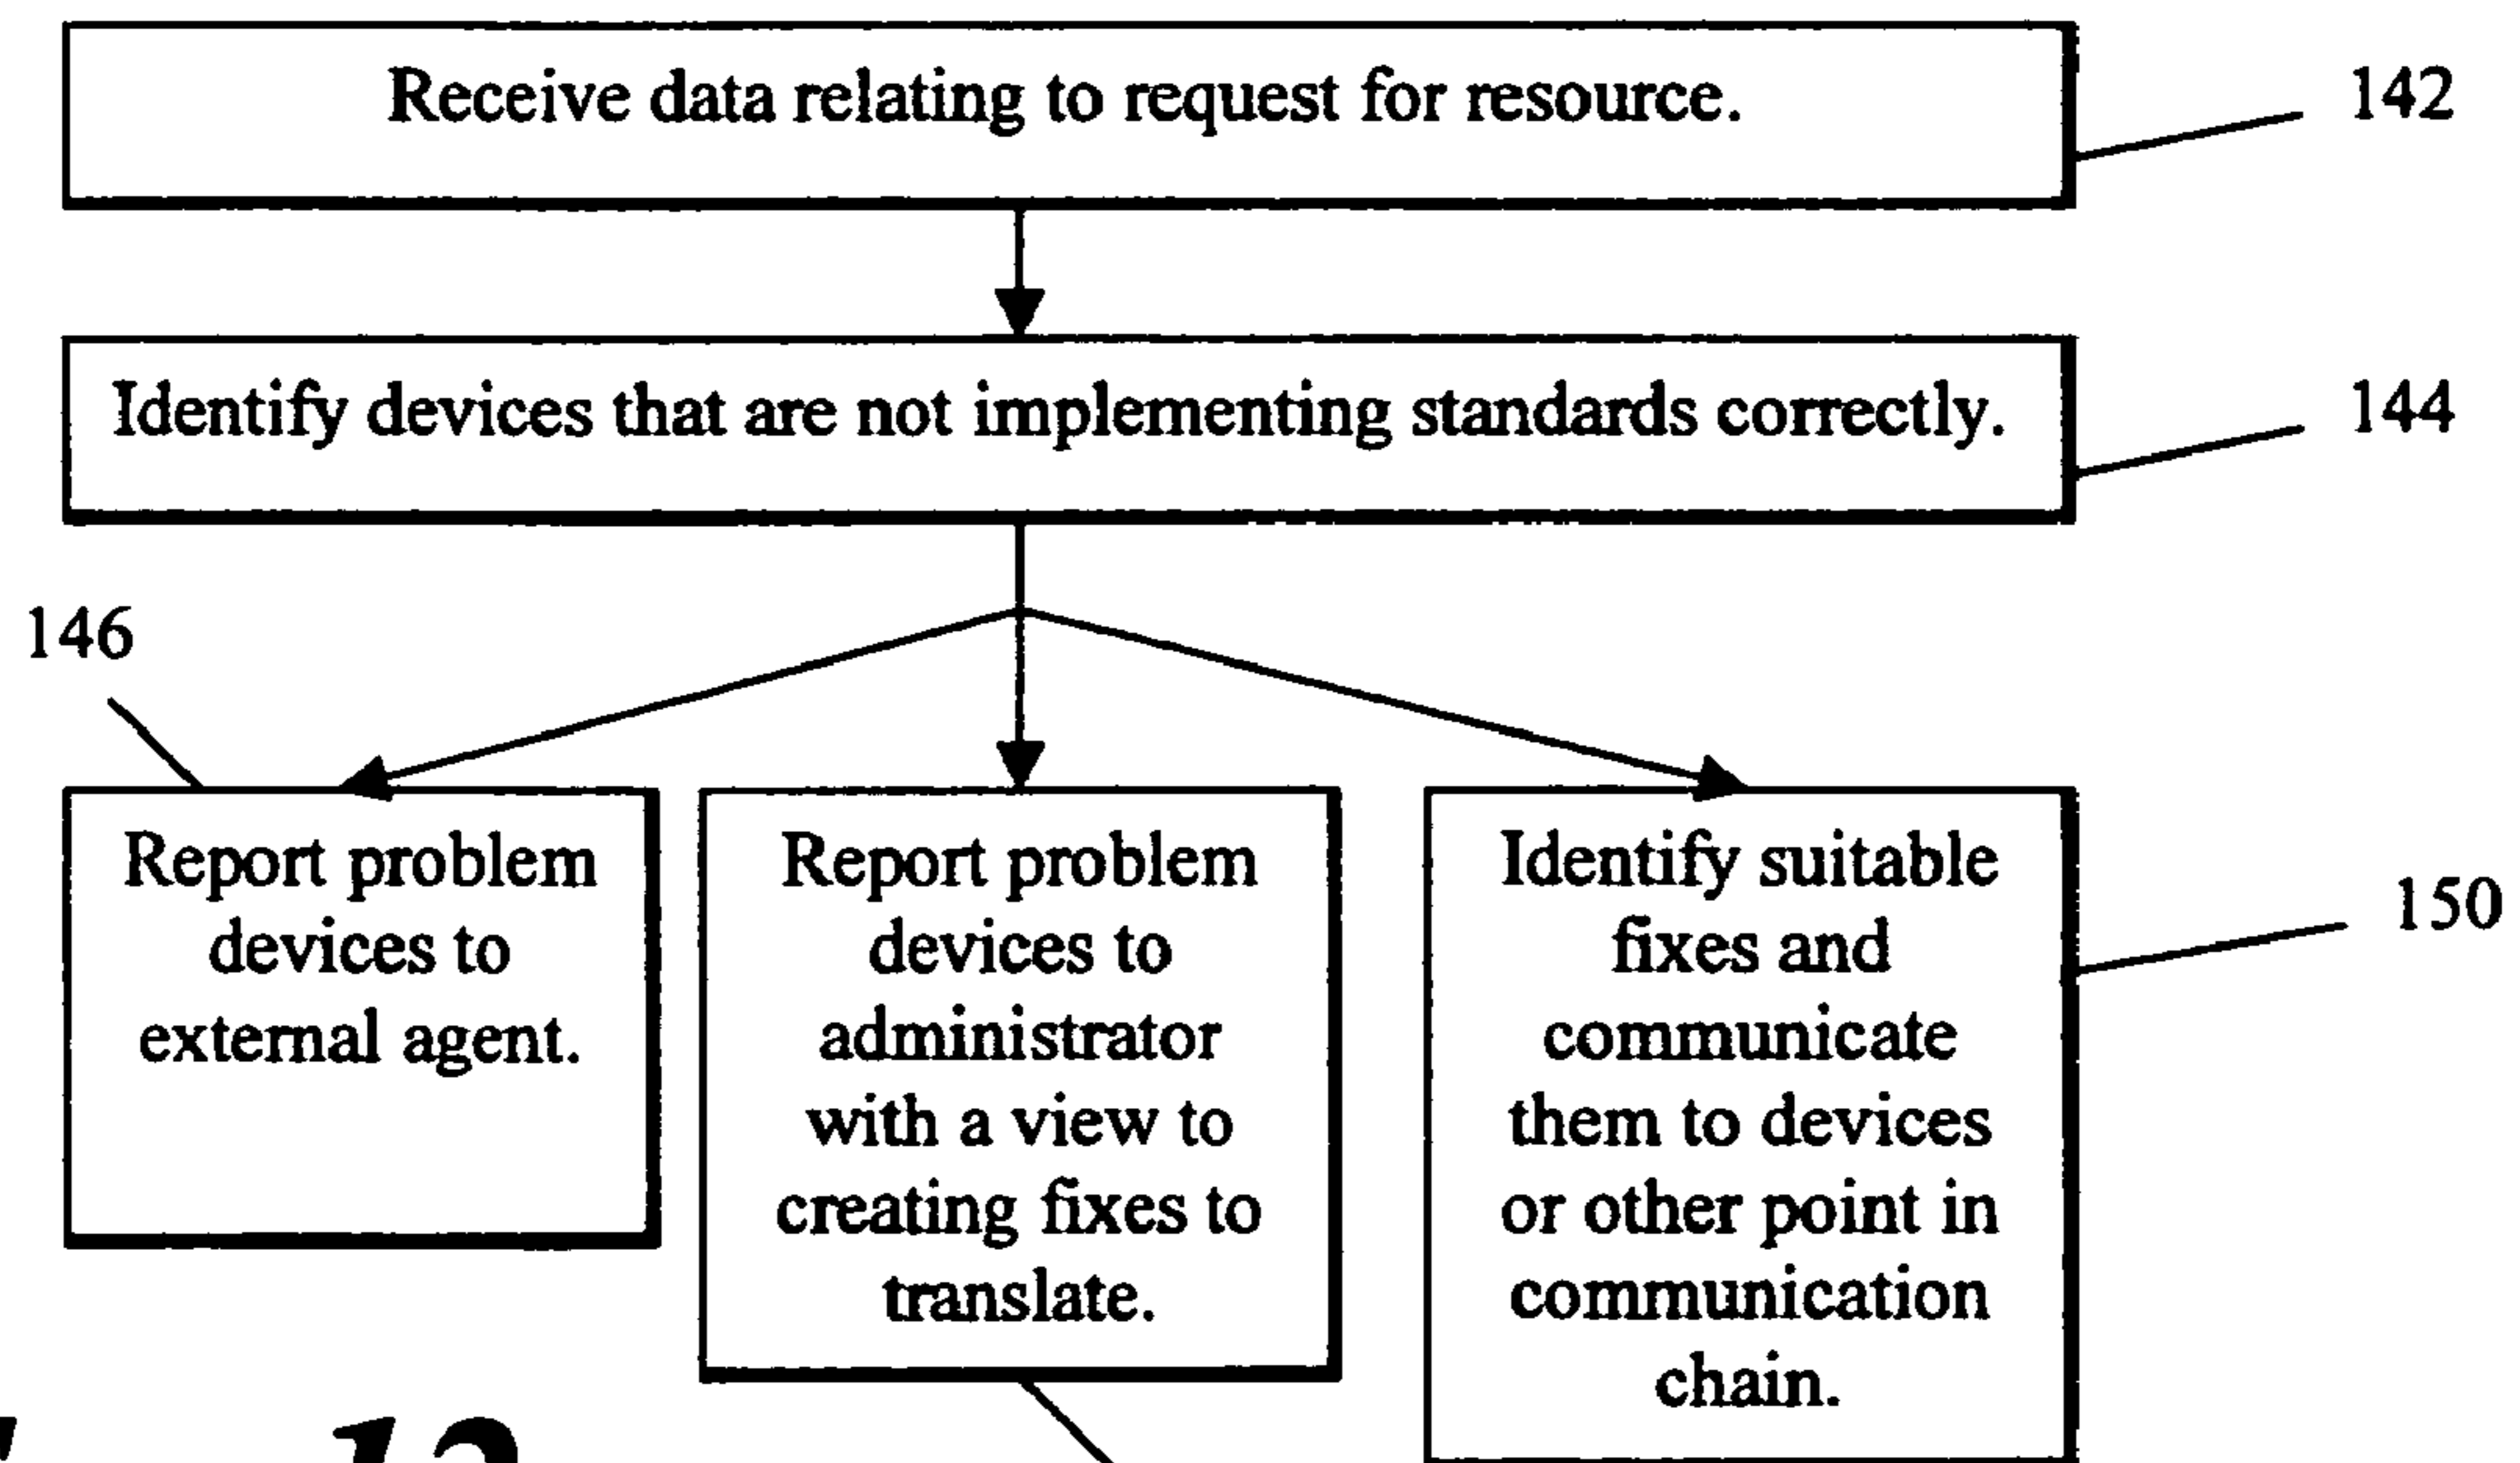 Receive data relating to request for resource.
142
Identify devices that are not implementing standards correctly.
144
146
Report problem
devices to
external agent.
Report problem
devices to
administrator
with a view to
creating fixes to
translate.
Identify suitable
fixes and
communicate
them to devices
or other point in
communication
chain.
150